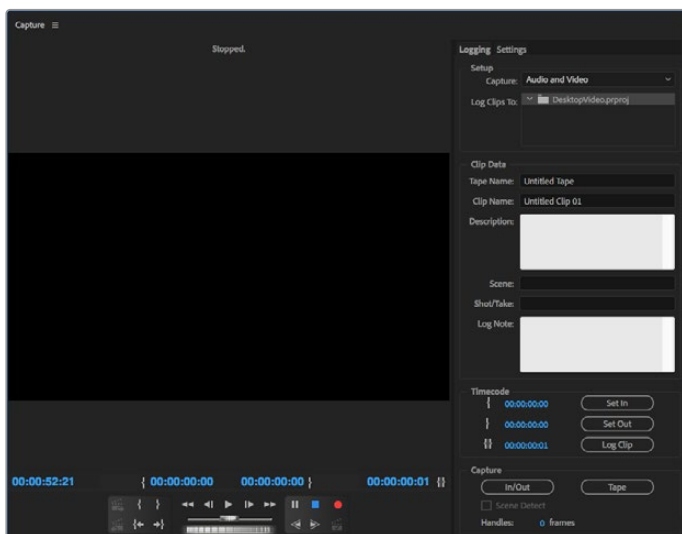 Capture
Stopped.
Logging Settings
Setup
Capture: Audio and Video
Log Clips To: DesktopVideo.prproj
Clip Data
Tape Name: Untitled Tape
Clip Name: Untitled Clip 01
Description:
Scene:
Shot/Take:
Log Note:
Timecode
{ 00:00:00:00 Set In
} 00:00:00:00 Set Out
{} 00:00:00:01 Log Clip
00:00:52:21 { 00:00:00:00 00:00:00:00 } 00:00:00:01 {}
Capture
In/Out Tape
Scene Detect
Handles: 0 frames